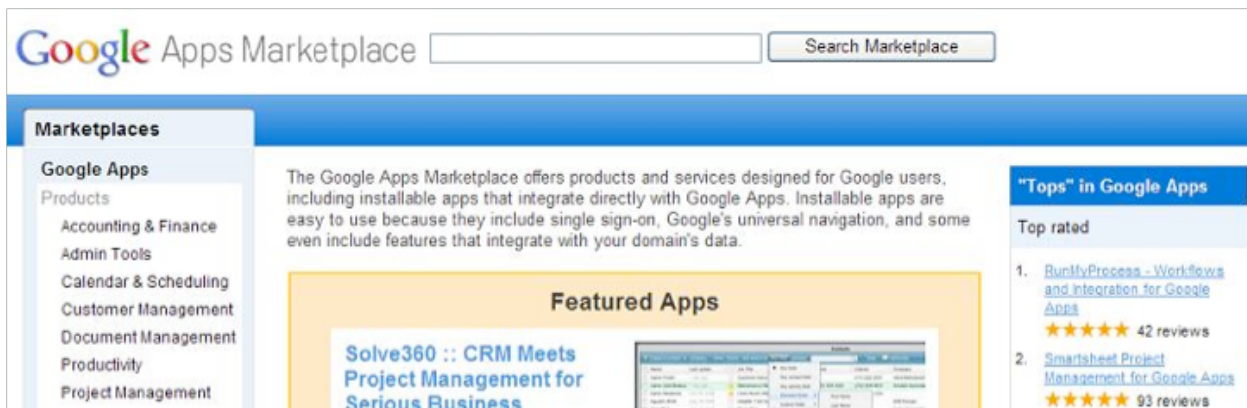 Google Apps Marketplace
Search Marketplace
Marketplaces
Google Apps
Products
Accounting & Finance
Admin Tools
Calendar & Scheduling
Customer Management
Document Management
Productivity
Project Management
The Google Apps Marketplace offers products and services designed for Google users,
including installable apps that integrate directly with Google Apps. Installable apps are
easy to use because they include single sign-on, Google's universal navigation, and some
even include features that integrate with your domain's data.
Featured Apps
Solve360 :: CRM Meets
Project Management for
Serious Business
"Tops" in Google Apps
Top rated
1. RunMyProcess - Workflows
and Integration for Google
Apps
42 reviews
2. Smartsheet Project
Management for Google Apps
93 reviews